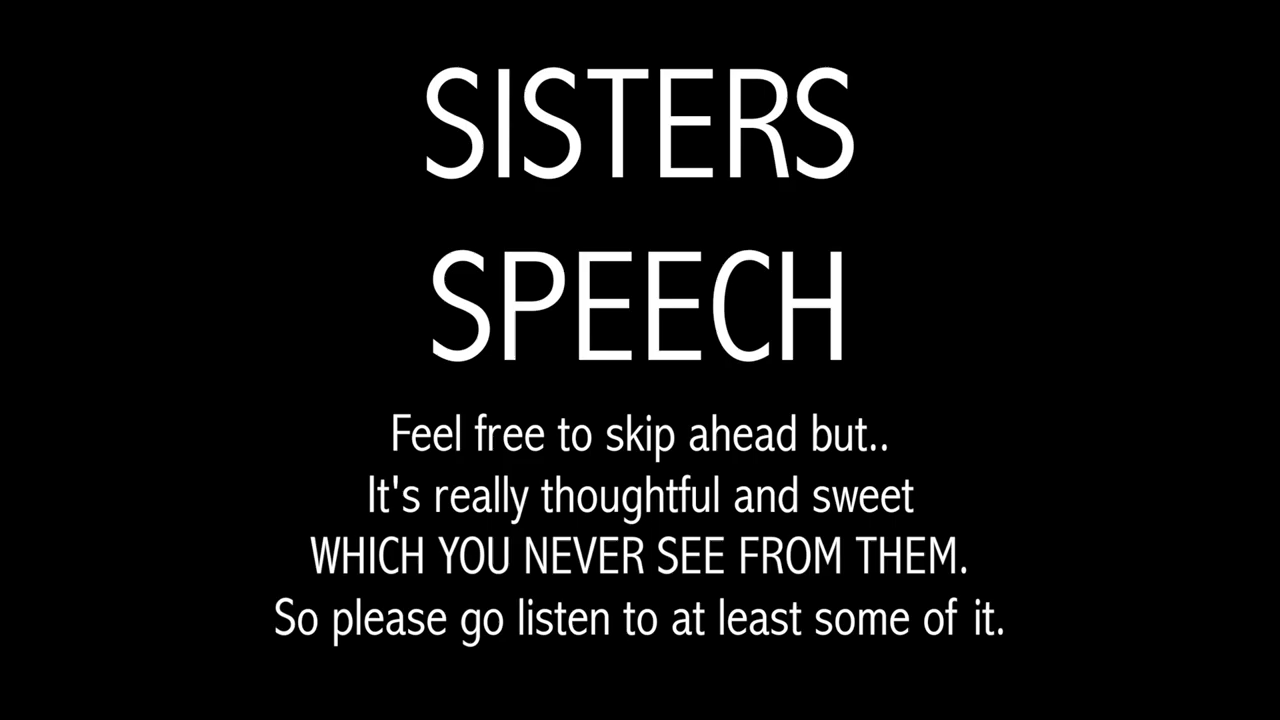 SISTERS
SPEECH
Feel free to skip ahead but..
It's really thoughtful and sweet
WHICH YOU NEVER SEE FROM THEM.
So please go listen to at least some of it.